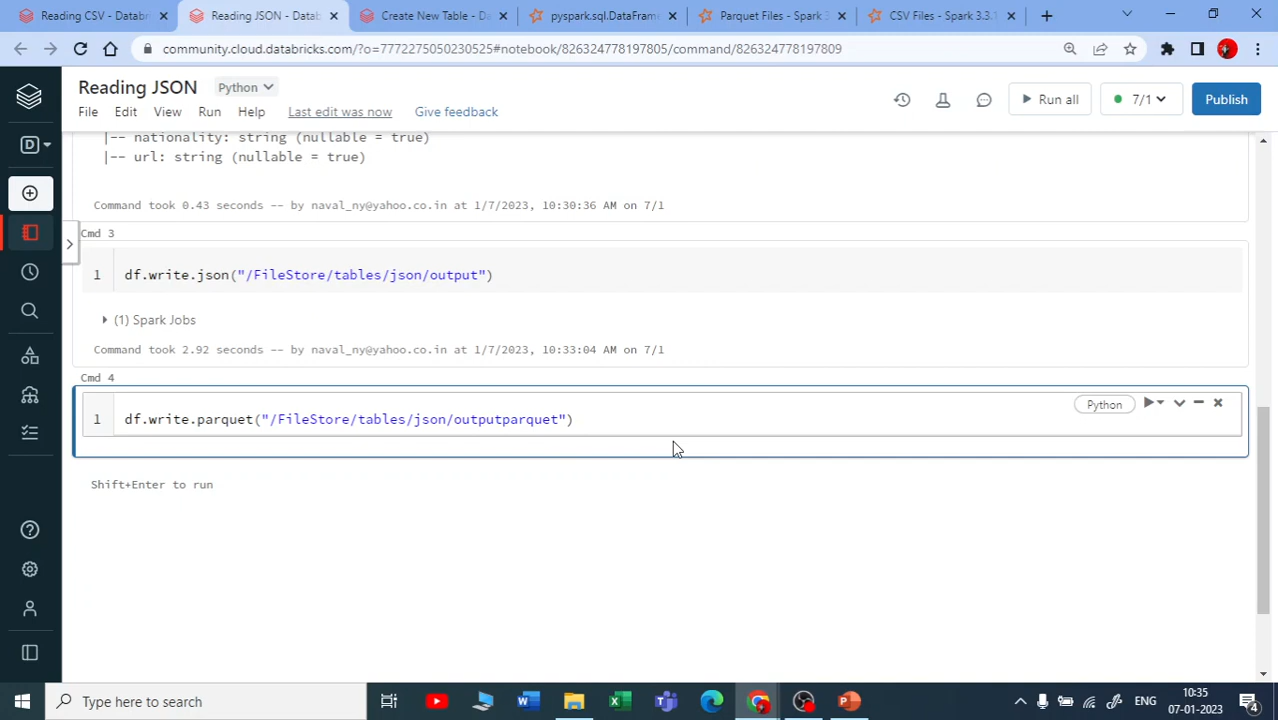 Reading CSV - Databri
Reading JSON - Datab
Create New Table - Da
pyspark.sql.DataFrame
Parquet Files - Spark 3
CSV Files - Spark 3.3.1
community.cloud.databricks.com/?o=7772275050230525#notebook/826324778197805/command/826324778197809
Reading JSON Python
7/1
Run all
Publish
File Edit View Run Help Last edit was now Give feedback
D
|-- nationality: string (nullable = true)
|-- url: string (nullable = true)
Command took 0.43 seconds -- by naval_ny@yahoo.co.in at 1/7/2023, 10:30:36 AM on 7/1
Cmd 3
1 df.write.json("/FileStore/tables/json/output")
(1) Spark Jobs
Command took 2.92 seconds -- by naval_ny@yahoo.co.in at 1/7/2023, 10:33:04 AM on 7/1
Cmd 4
Python
1 df.write.parquet("/FileStore/tables/json/outputparquet")
Shift+Enter to run
Type here to search
ENG
10:35
07-01-2023
4